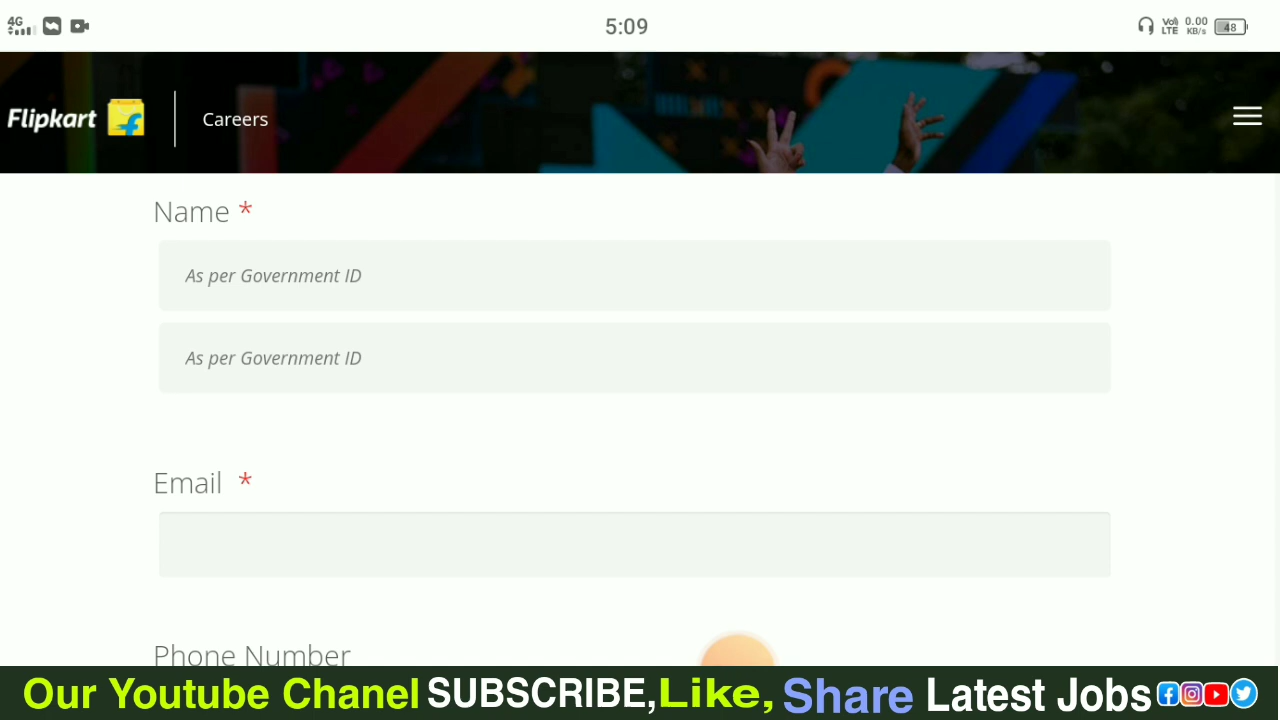 4G 5:09 Vol LTE 0.00 KB/s 48
Flipkart Careers
Name *
As per Government ID
As per Government ID
Email *
Phone Number
Our Youtube Chanel SUBSCRIBE, Like, Share Latest Jobs